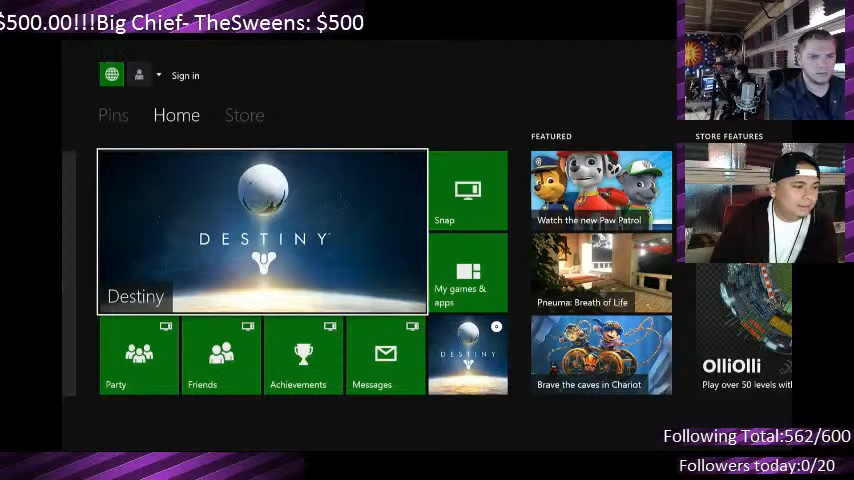 $500.00!!!Big Chief- TheSweens: $500
Sign in
Pins Home Store
FEATURED
STORE FEATURES
DESTINY
Destiny
Snap
My games &
apps
Watch the new Paw Patrol
Pneuma: Breath of Life
Party
Friends
Achievements
Messages
DESTINY
Brave the caves in Chariot
OlliOlli
Play over 50 levels with
Following Total:562/600
Followers today:0/20